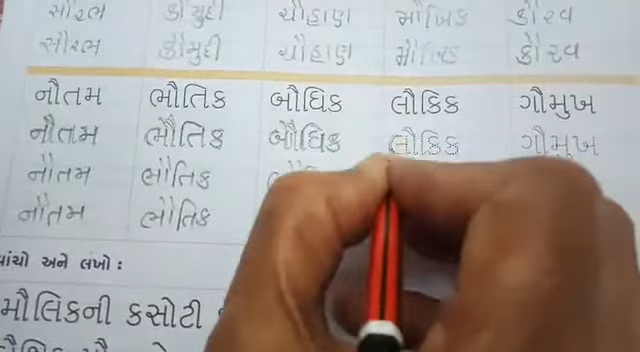 સૌરભ કૌમુદી ચૌહાણ મૌખિક કૌરવ
સૌરભ કૌમુદી ચૌહાણ મૌખિક કૌરવ
નૌતમ ભૌતિક બૌધિક લૌકિક ગૌમુખ
નૌતમ ભૌતિક બૌધિક લૌકિક ગૌમુખ
નૌતમ ભૌતિક
નૌતમ ભૌતિક
વાંચો અને લખો :
મૌલિકની કસોટી